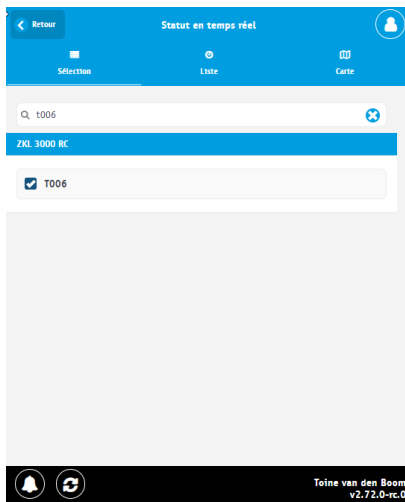 Retour
Statut en temps réel
Sélection
Liste
Carte
t006
ZKL 3000 RC
T006
Toine van den Boom
v2.72.0-rc.0